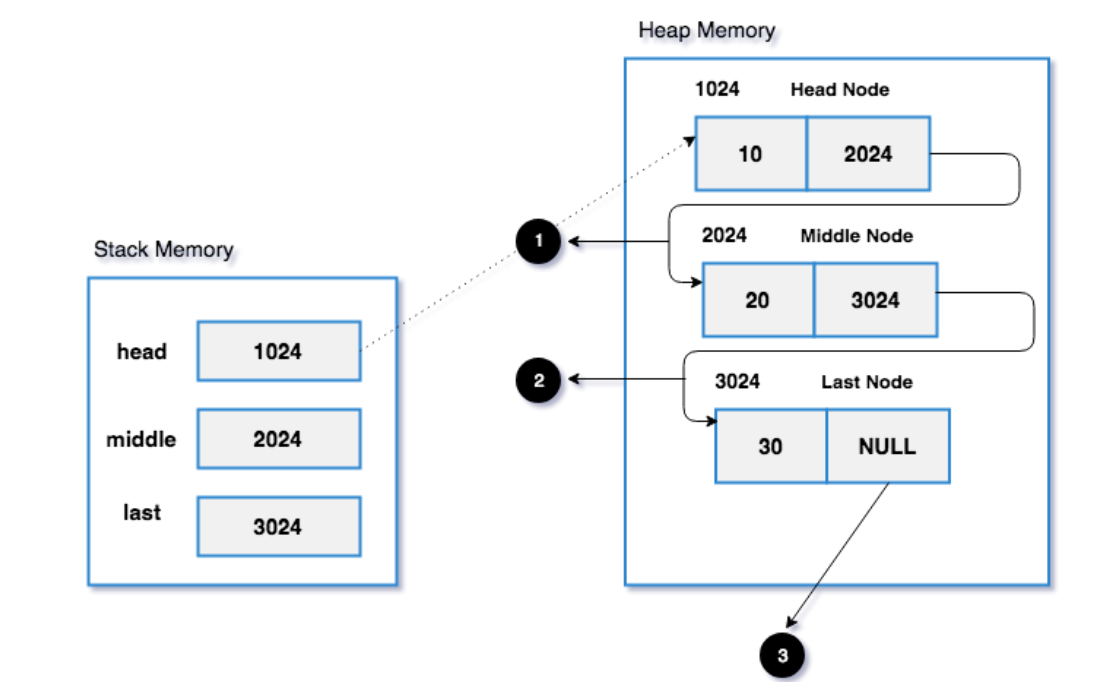 Heap Memory
1024 Head Node
10 2024
1
2024 Middle Node
20 3024
2
3024 Last Node
30 NULL
3
Stack Memory
head 1024
middle 2024
last 3024